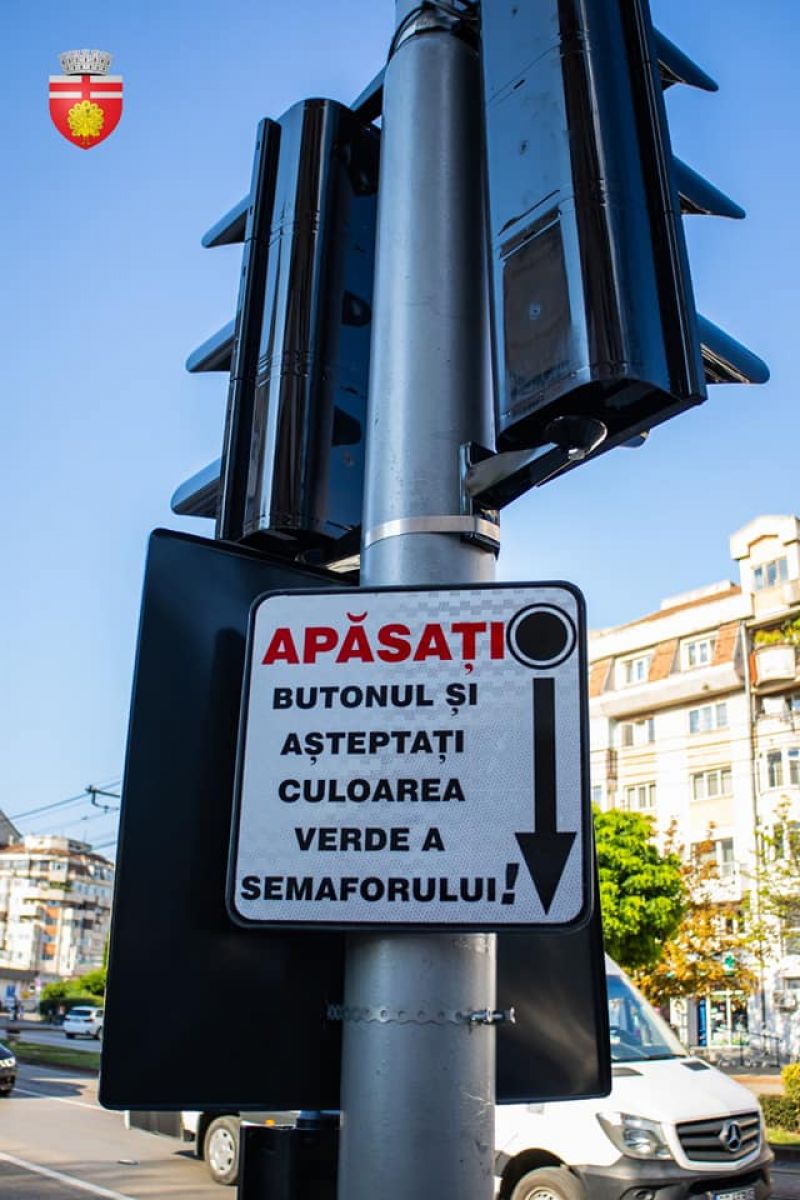 APĂSAȚI
BUTONUL ȘI
AȘTEPTAȚI
CULOAREA
VERDE A
SEMAFORULUI!